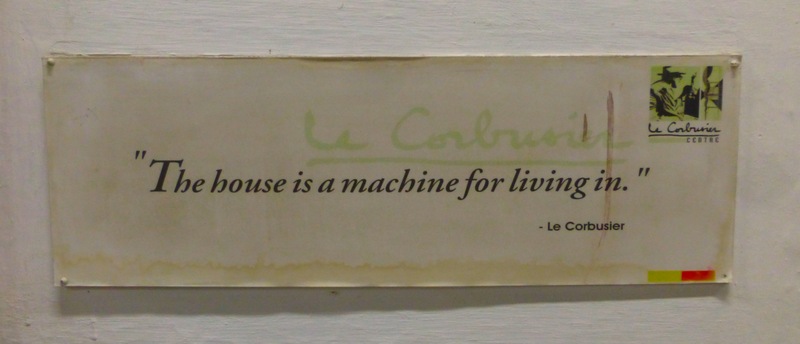 Le Corbusier
Le Corbusier
CENTRE
"The house is a machine for living in."
- Le Corbusier